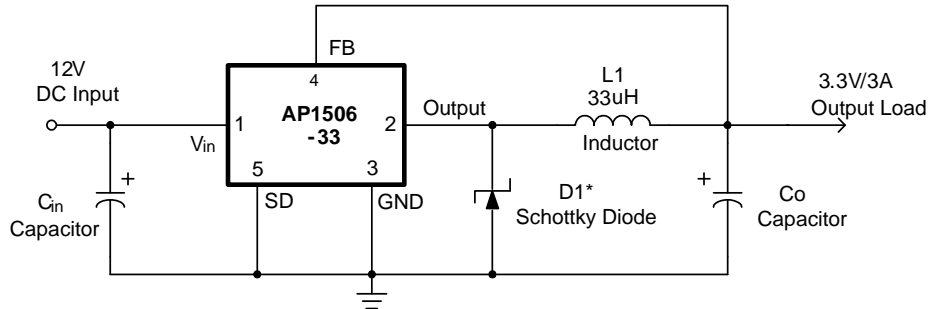 FB
4
12V
DC Input
1
Vin
AP1506
-33
2
5
3
SD
GND
Output
L1
33uH
Inductor
3.3V/3A
Output Load
+
Cin
Capacitor
D1*
Schottky Diode
+
Co
Capacitor